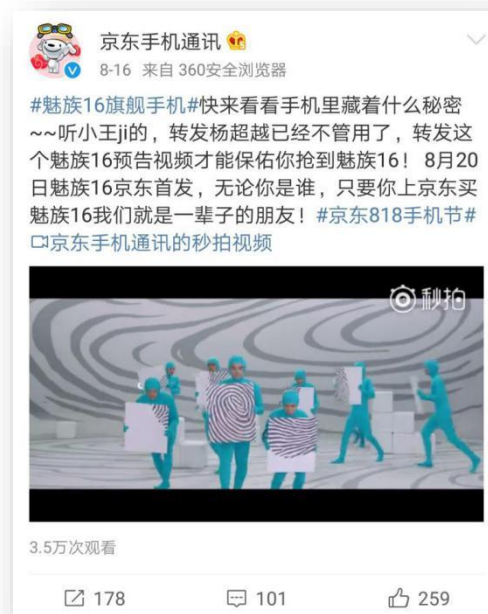 京东手机通讯
8-16 来自 360安全浏览器
#魅族16旗舰手机#快来看看手机里藏着什么秘密
~~听小王ji的，转发杨超越已经不管用了，转发这
个魅族16预告视频才能保佑你抢到魅族16！8月20
日魅族16京东首发，无论你是谁，只要你上京东买
魅族16我们就是一辈子的朋友！#京东818手机节#
京东手机通讯的秒拍视频
秒拍
3.5万次观看
178 101 259